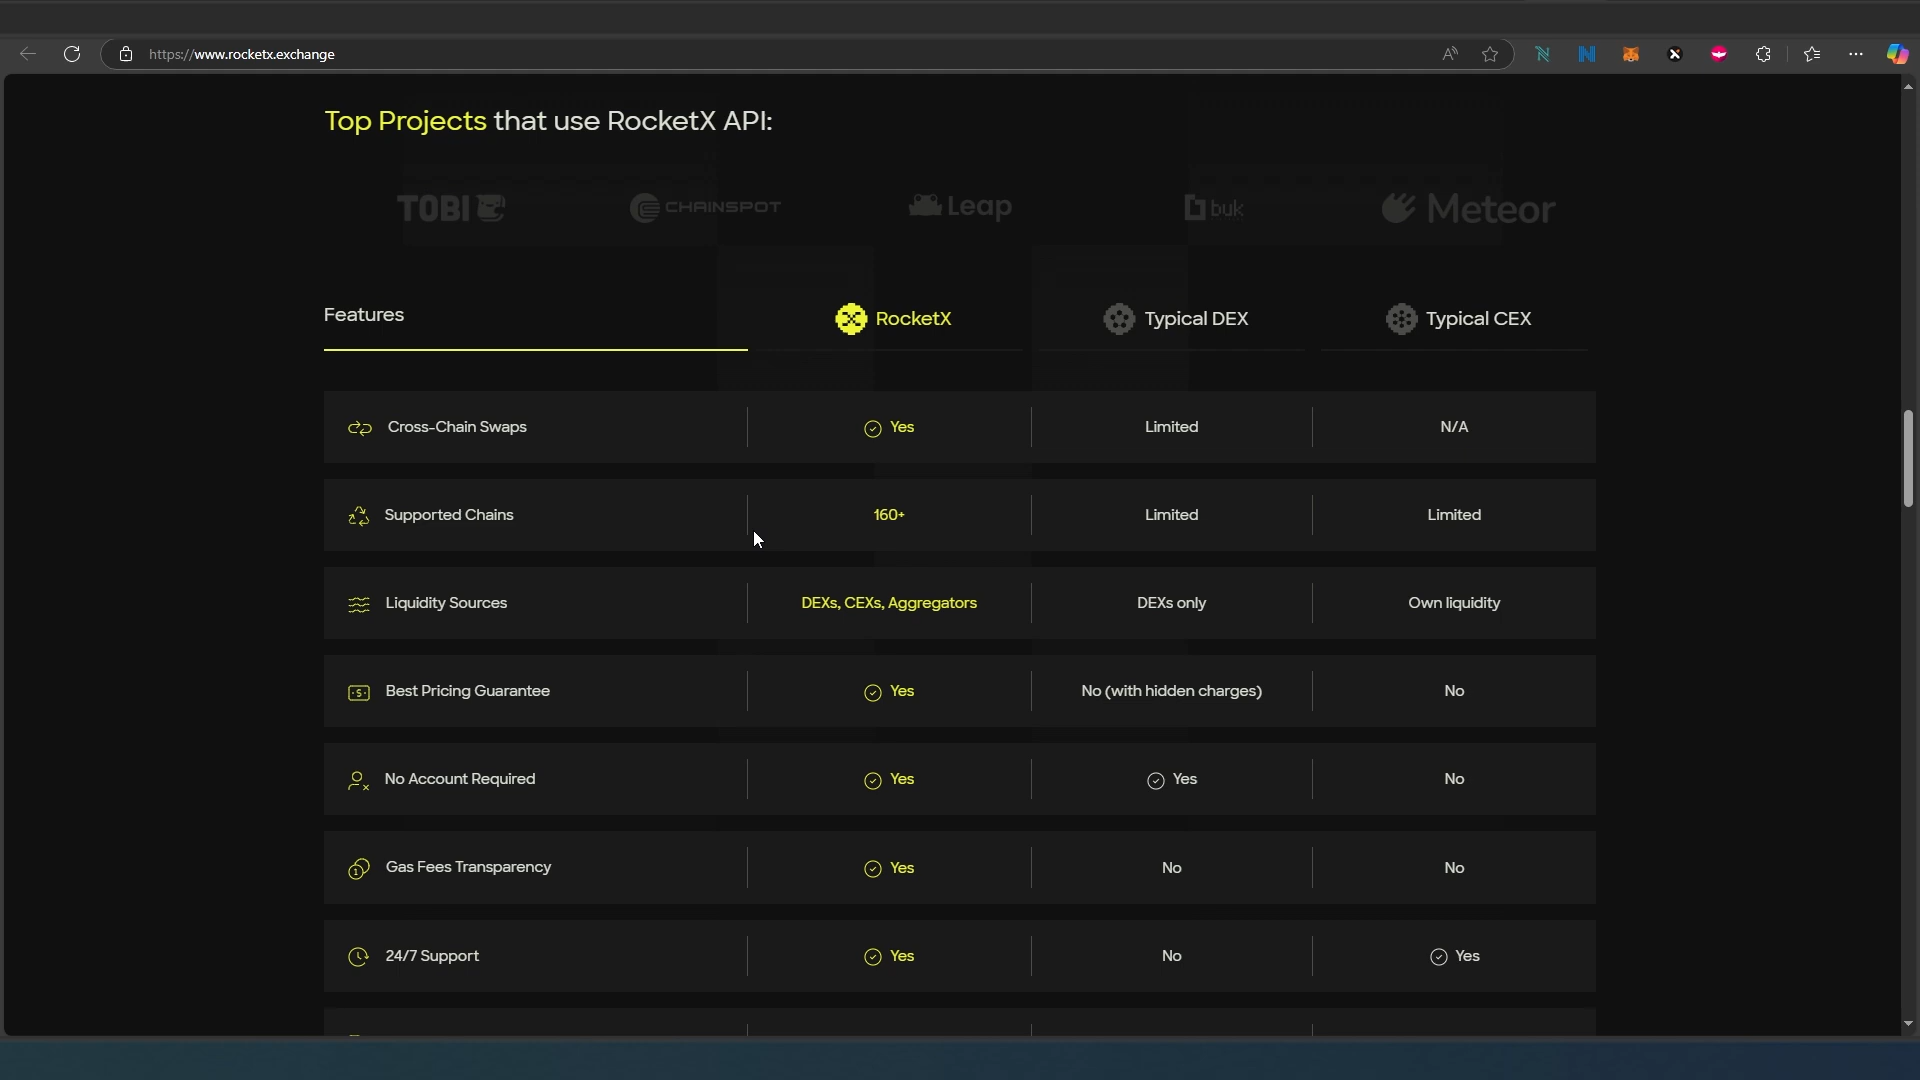 https://www.rocketx.exchange
Top Projects that use RocketX API:
TOBI CHAINSPOT Leap buk Meteor
Features RocketX Typical DEX Typical CEX
Cross-Chain Swaps Yes Limited N/A
Supported Chains 160+ Limited Limited
Liquidity Sources DEXs, CEXs, Aggregators DEXs only Own liquidity
Best Pricing Guarantee Yes No (with hidden charges) No
No Account Required Yes Yes No
Gas Fees Transparency Yes No No
24/7 Support Yes No Yes